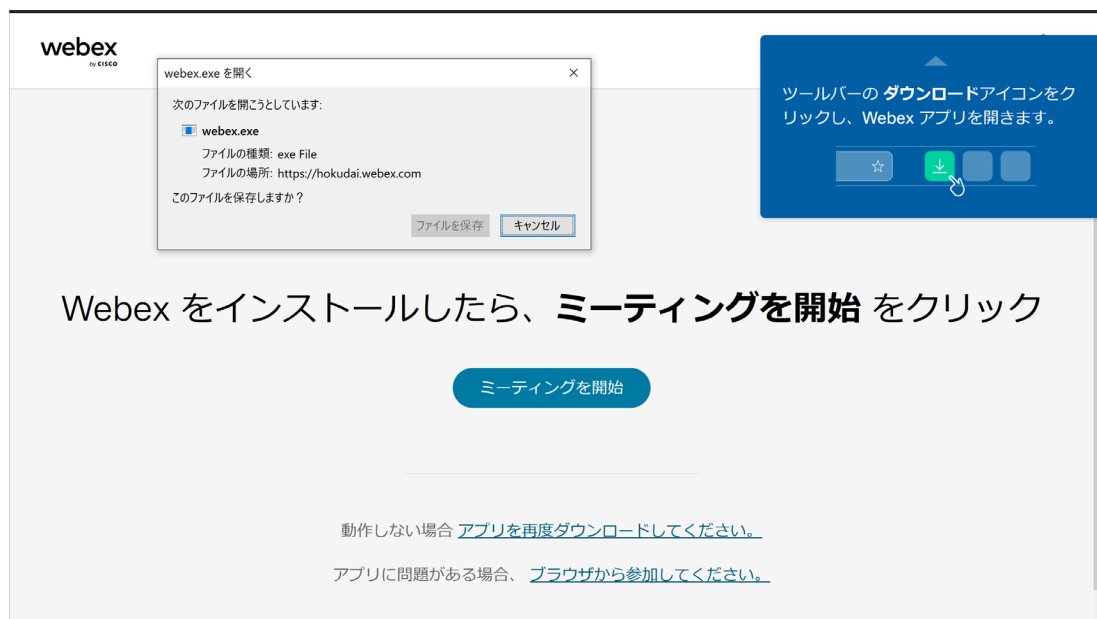 webex
by CISCO
webex.exe を開く
次のファイルを開こうとしています:
webex.exe
ファイルの種類: exe File
ファイルの場所: https://hokudai.webex.com
このファイルを保存しますか？
ファイルを保存 キャンセル
ツールバーの ダウンロードアイコンをク
リックし、Webex アプリを開きます。
Webex をインストールしたら、ミーティングを開始 をクリック
ミーティングを開始
動作しない場合 アプリを再度ダウンロードしてください。
アプリに問題がある場合、 ブラウザから参加してください。